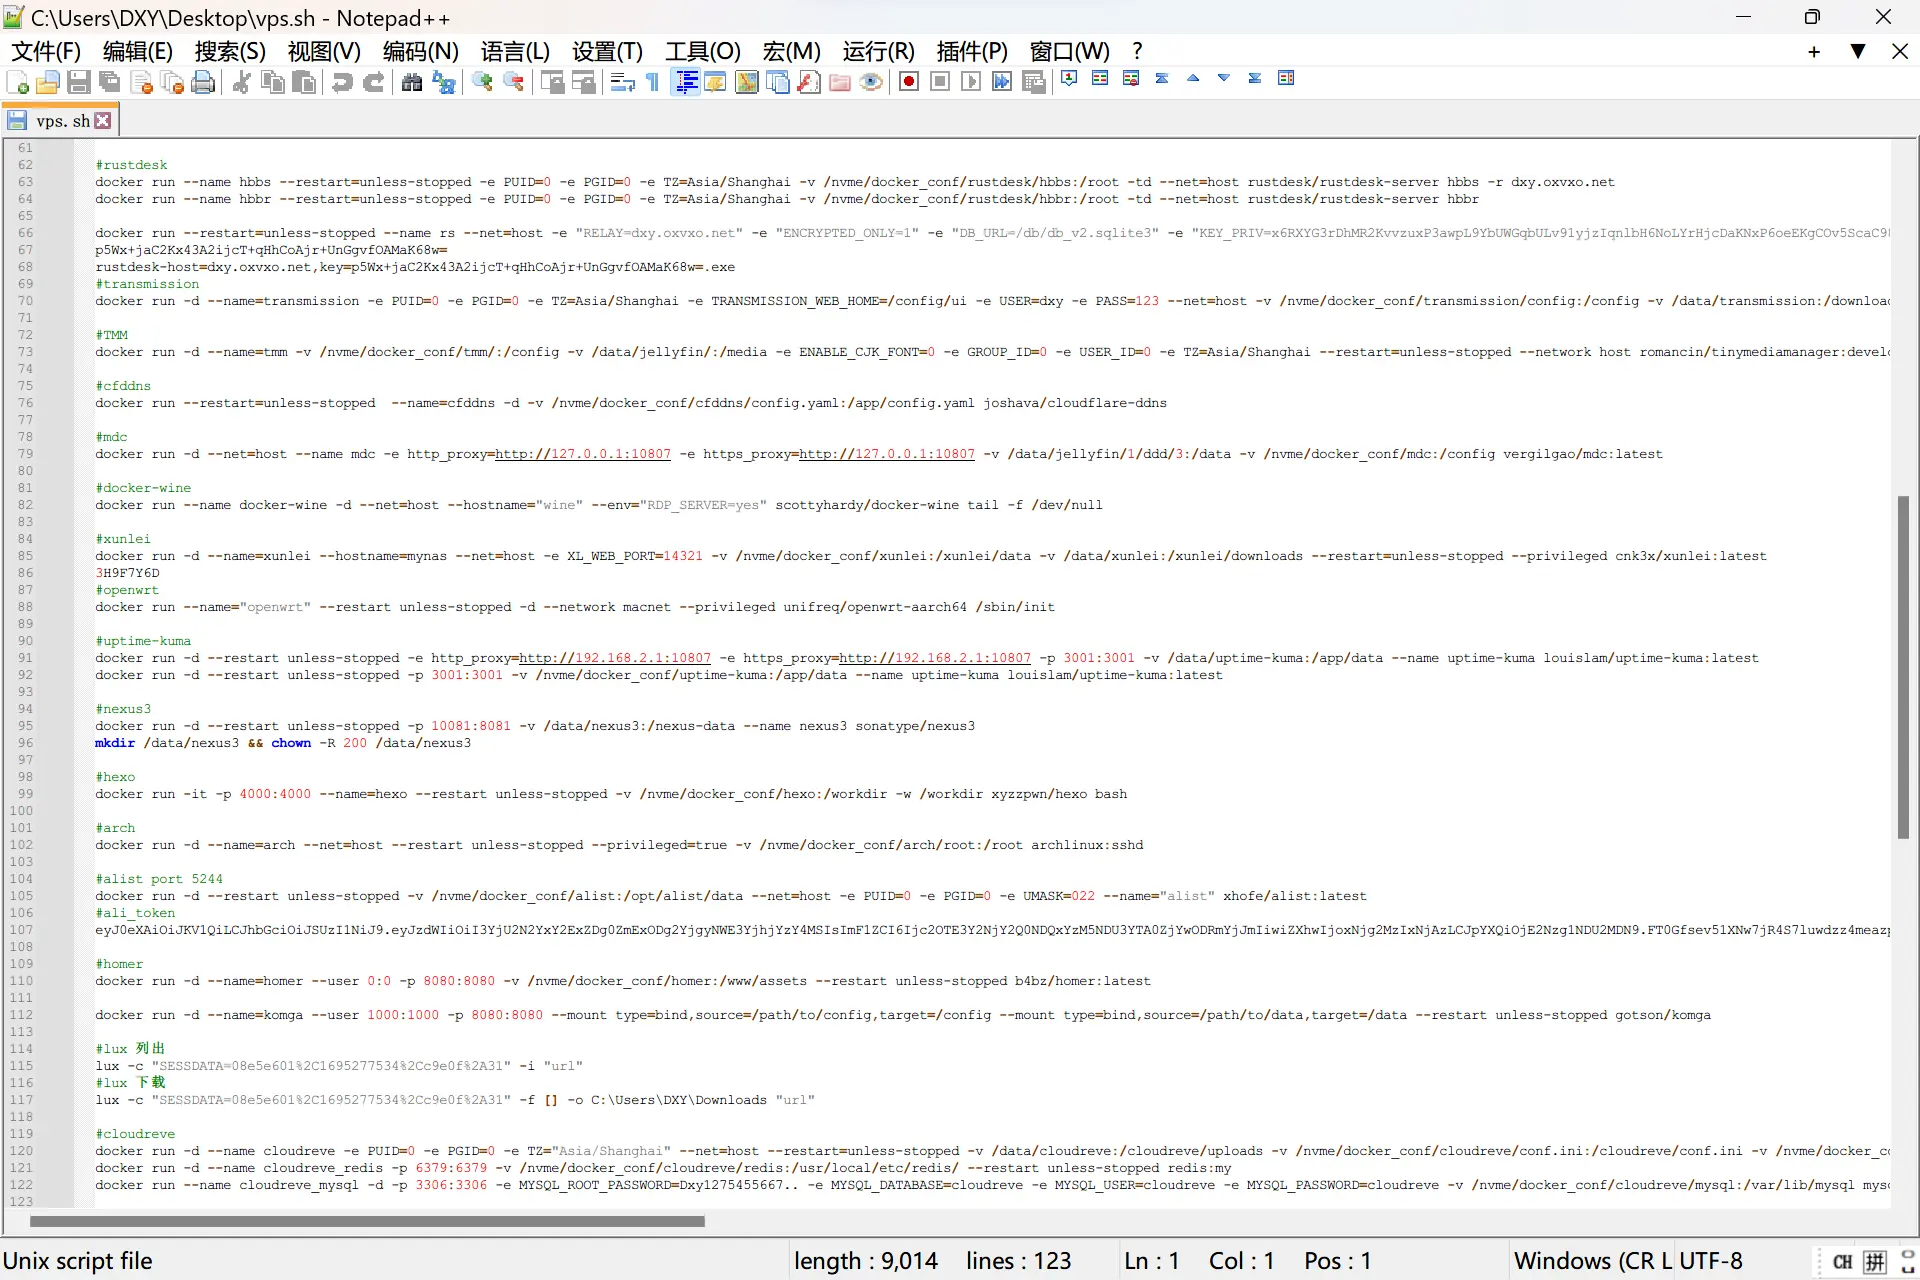 C:\Users\DXY\Desktop\vps.sh - Notepad++
文件(F) 编辑(E) 搜索(S) 视图(V) 编码(N) 语言(L) 设置(T) 工具(O) 宏(M) 运行(R) 插件(P) 窗口(W) ?
vps.sh
61
62 #rustdesk
63 docker run --name hbbs --restart=unless-stopped -e PUID=0 -e PGID=0 -e TZ=Asia/Shanghai -v /nvme/docker_conf/rustdesk/hbbs:/root -td --net=host rustdesk/rustdesk-server hbbs -r dxy.oxvxo.net
64 docker run --name hbbr --restart=unless-stopped -e PUID=0 -e PGID=0 -e TZ=Asia/Shanghai -v /nvme/docker_conf/rustdesk/hbbr:/root -td --net=host rustdesk/rustdesk-server hbbr
65
66 docker run --restart=unless-stopped --name rs --net=host -e "RELAY=dxy.oxvxo.net" -e "ENCRYPTED_ONLY=1" -e "DB_URL=/db/db_v2.sqlite3" -e
67
68
69 #transmission
70 docker run -d --name=transmission -e PUID=0 -e PGID=0 -e TZ=Asia/Shanghai -e TRANSMISSION_WEB_HOME=/config/ui -e USER=dxy -e PASS=123 --net=host -v /nvme/docker_conf/transmission/config:/config -v /data/transmission:/downloa
71
72 #TMM
73 docker run -d --name=tmm -v /nvme/docker_conf/tmm/:/config -v /data/jellyfin/:/media -e ENABLE_CJK_FONT=0 -e GROUP_ID=0 -e USER_ID=0 -e TZ=Asia/Shanghai --restart=unless-stopped --network host romancin/tinymediamanager:devel
74
75 #cfddns
76 docker run --restart=unless-stopped  --name=cfddns -d -v /nvme/docker_conf/cfddns/config.yaml:/app/config.yaml joshava/cloudflare-ddns
77
78 #mdc
79 docker run -d --net=host --name mdc -e http_proxy=http://127.0.0.1:10807 -e https_proxy=http://127.0.0.1:10807 -v /data/jellyfin/1/ddd/3:/data -v /nvme/docker_conf/mdc:/config vergilgao/mdc:latest
80
81 #docker-wine
82 docker run --name docker-wine -d --net=host --hostname="wine" --env="RDP_SERVER=yes" scottyhardy/docker-wine tail -f /dev/null
83
84 #xunlei
85 docker run -d --name=xunlei --hostname=mynas --net=host -e XL_WEB_PORT=14321 -v /nvme/docker_conf/xunlei:/xunlei/data -v /data/xunlei:/xunlei/downloads --restart=unless-stopped --privileged cnk3x/xunlei:latest
86 3H9F7Y6D
87 #openwrt
88 docker run --name="openwrt" --restart unless-stopped -d --network macnet --privileged unifreq/openwrt-aarch64 /sbin/init
89
90 #uptime-kuma
91 docker run -d --restart unless-stopped -e http_proxy=http://192.168.2.1:10807 -e https_proxy=http://192.168.2.1:10807 -p 3001:3001 -v /data/uptime-kuma:/app/data --name uptime-kuma louislam/uptime-kuma:latest
92 docker run -d --restart unless-stopped -p 3001:3001 -v /nvme/docker_conf/uptime-kuma:/app/data --name uptime-kuma louislam/uptime-kuma:latest
93
94 #nexus3
95 docker run -d --restart unless-stopped -p 10081:8081 -v /data/nexus3:/nexus-data --name nexus3 sonatype/nexus3
96 mkdir /data/nexus3 && chown -R 200 /data/nexus3
97
98 #hexo
99 docker run -it -p 4000:4000 --name=hexo --restart unless-stopped -v /nvme/docker_conf/hexo:/workdir -w /workdir xyzzpwn/hexo bash
100
101 #arch
102 docker run -d --name=arch --net=host --restart unless-stopped --privileged=true -v /nvme/docker_conf/arch/root:/root archlinux:sshd
103
104 #alist port 5244
105 docker run -d --restart unless-stopped -v /nvme/docker_conf/alist:/opt/alist/data --net=host -e PUID=0 -e PGID=0 -e UMASK=022 --name="alist" xhofe/alist:latest
106 #ali_token
107
108
109 #homer
110 docker run -d --name=homer --user 0:0 -p 8080:8080 -v /nvme/docker_conf/homer:/www/assets --restart unless-stopped b4bz/homer:latest
111
112 docker run -d --name=komga --user 1000:1000 -p 8080:8080 --mount type=bind,source=/path/to/config,target=/config --mount type=bind,source=/path/to/data,target=/data --restart unless-stopped gotson/komga
113
114 #lux 列出
115 lux -c "SESSDATA=08e5e601%2C1695277534%2Cc9e0f%2A31" -i "url"
116 #lux 下载
117 lux -c "SESSDATA=08e5e601%2C1695277534%2Cc9e0f%2A31" -f [] -o C:\Users\DXY\Downloads "url"
118
119 #cloudreve
120 docker run -d --name cloudreve -e PUID=0 -e PGID=0 -e TZ="Asia/Shanghai" --net=host --restart=unless-stopped -v /data/cloudreve:/cloudreve/uploads -v /nvme/docker_conf/cloudreve/conf.ini:/cloudreve/conf.ini -v /nvme/docker_c
121 docker run -d --name cloudreve_redis -p 6379:6379 -v /nvme/docker_conf/cloudreve/redis:/usr/local/etc/redis/ --restart unless-stopped redis:my
122 docker run --name cloudreve_mysql -d -p 3306:3306 -e MYSQL_ROOT_PASSWORD=Dxy1275455667.. -e MYSQL_DATABASE=cloudreve -e MYSQL_USER=cloudreve -e MYSQL_PASSWORD=cloudreve -v /nvme/docker_conf/cloudreve/mysql:/var/lib/mysql mys
123
Unix script file length : 9,014 lines : 123 Ln : 1 Col : 1 Pos : 1 Windows (CR L UTF-8 CH 拼